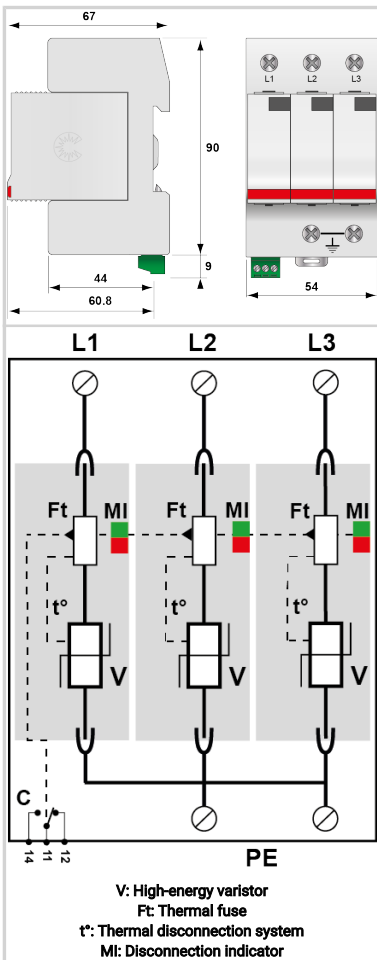 67
L1 L2 L3
90
9
44
60.8
54
L1 L2 L3
Ft MI Ft MI Ft MI
t° t° t°
V V V
C
14 11 12
PE
V: High-energy varistor
Ft: Thermal fuse
t°: Thermal disconnection system
MI: Disconnection indicator